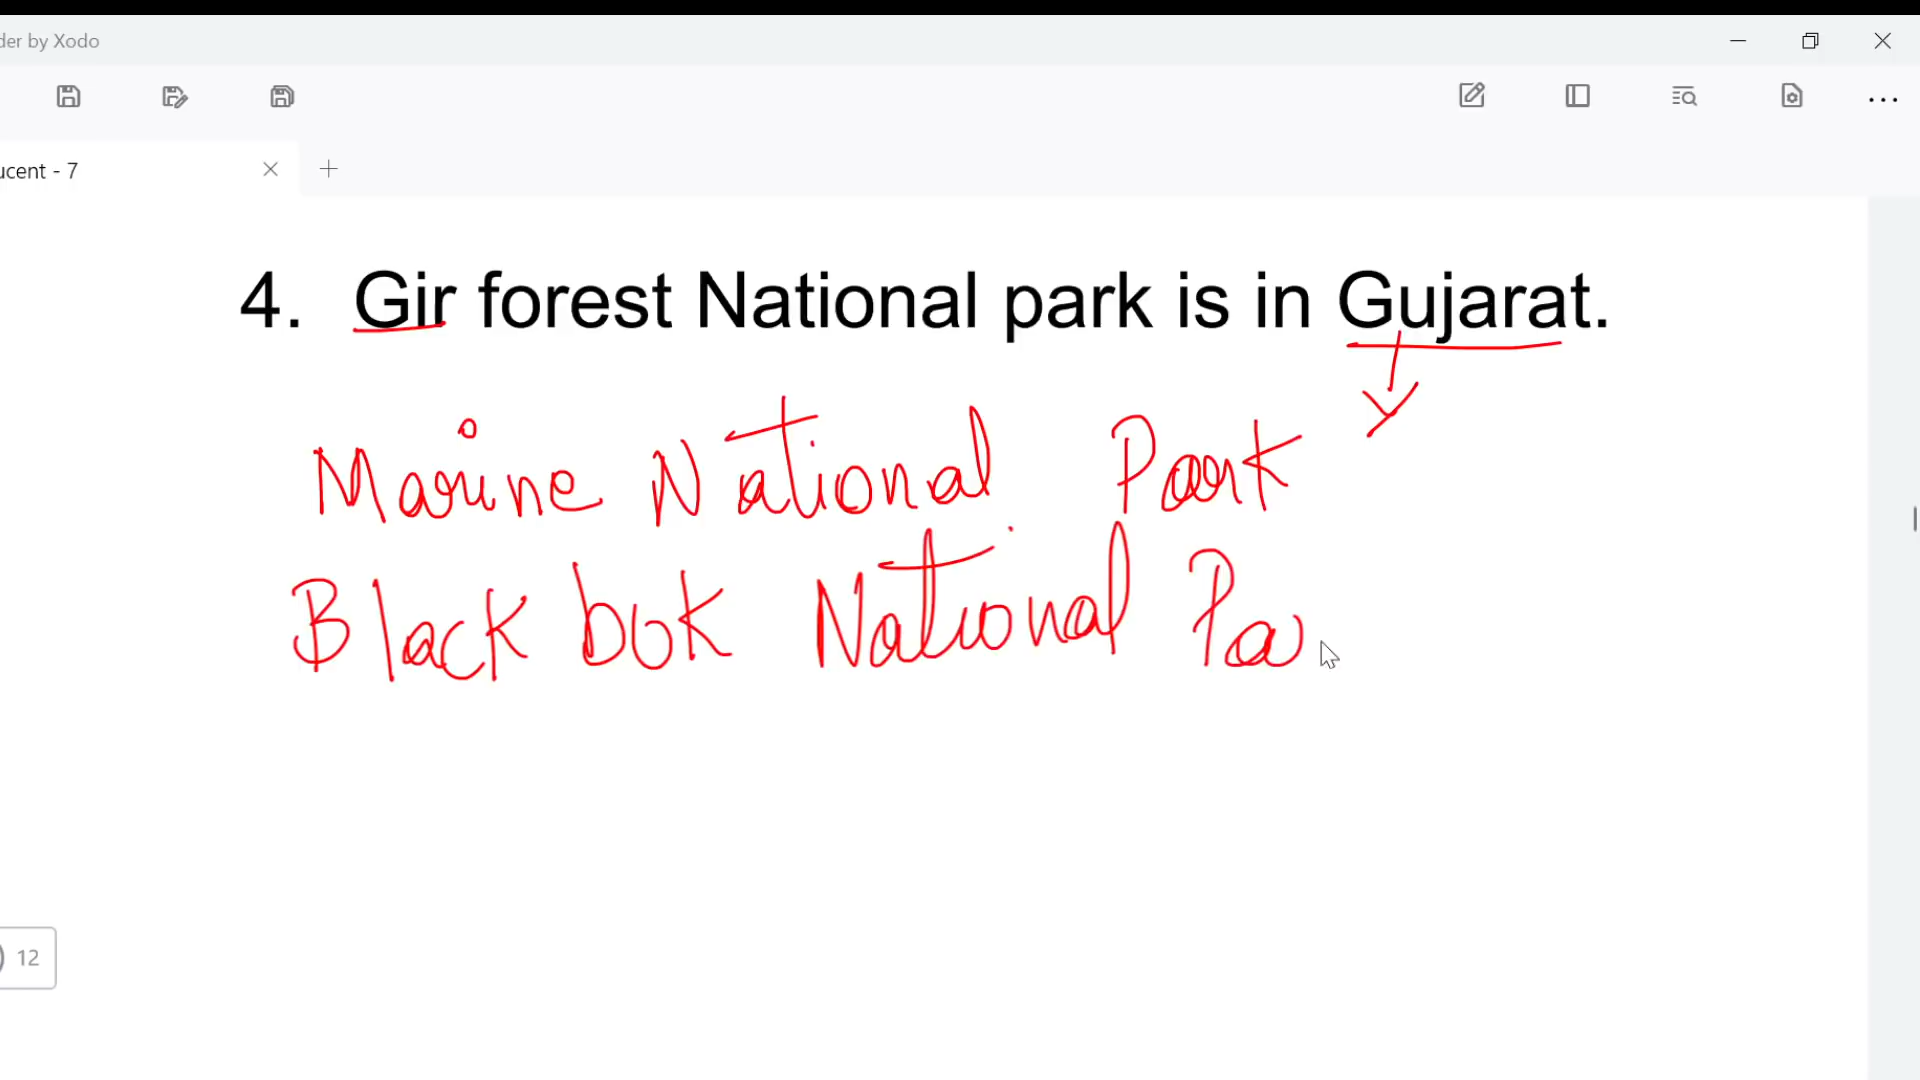 der by Xodo
ucent - 7
4. Gir forest National park is in Gujarat.
Marine National Park
Black buk National Pa
12